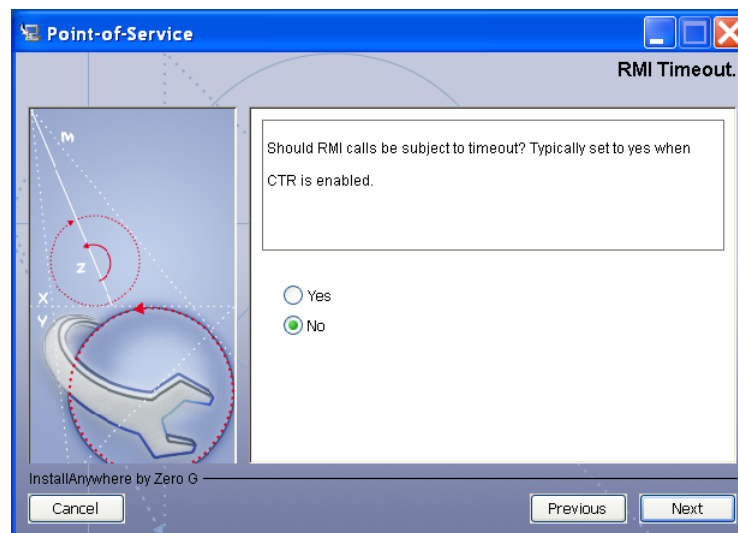 Point-of-Service
RMI Timeout.
M
Z
X
Y
Should RMI calls be subject to timeout? Typically set to yes when
CTR is enabled.
Yes
No
InstallAnywhere by Zero G
Cancel
Previous
Next